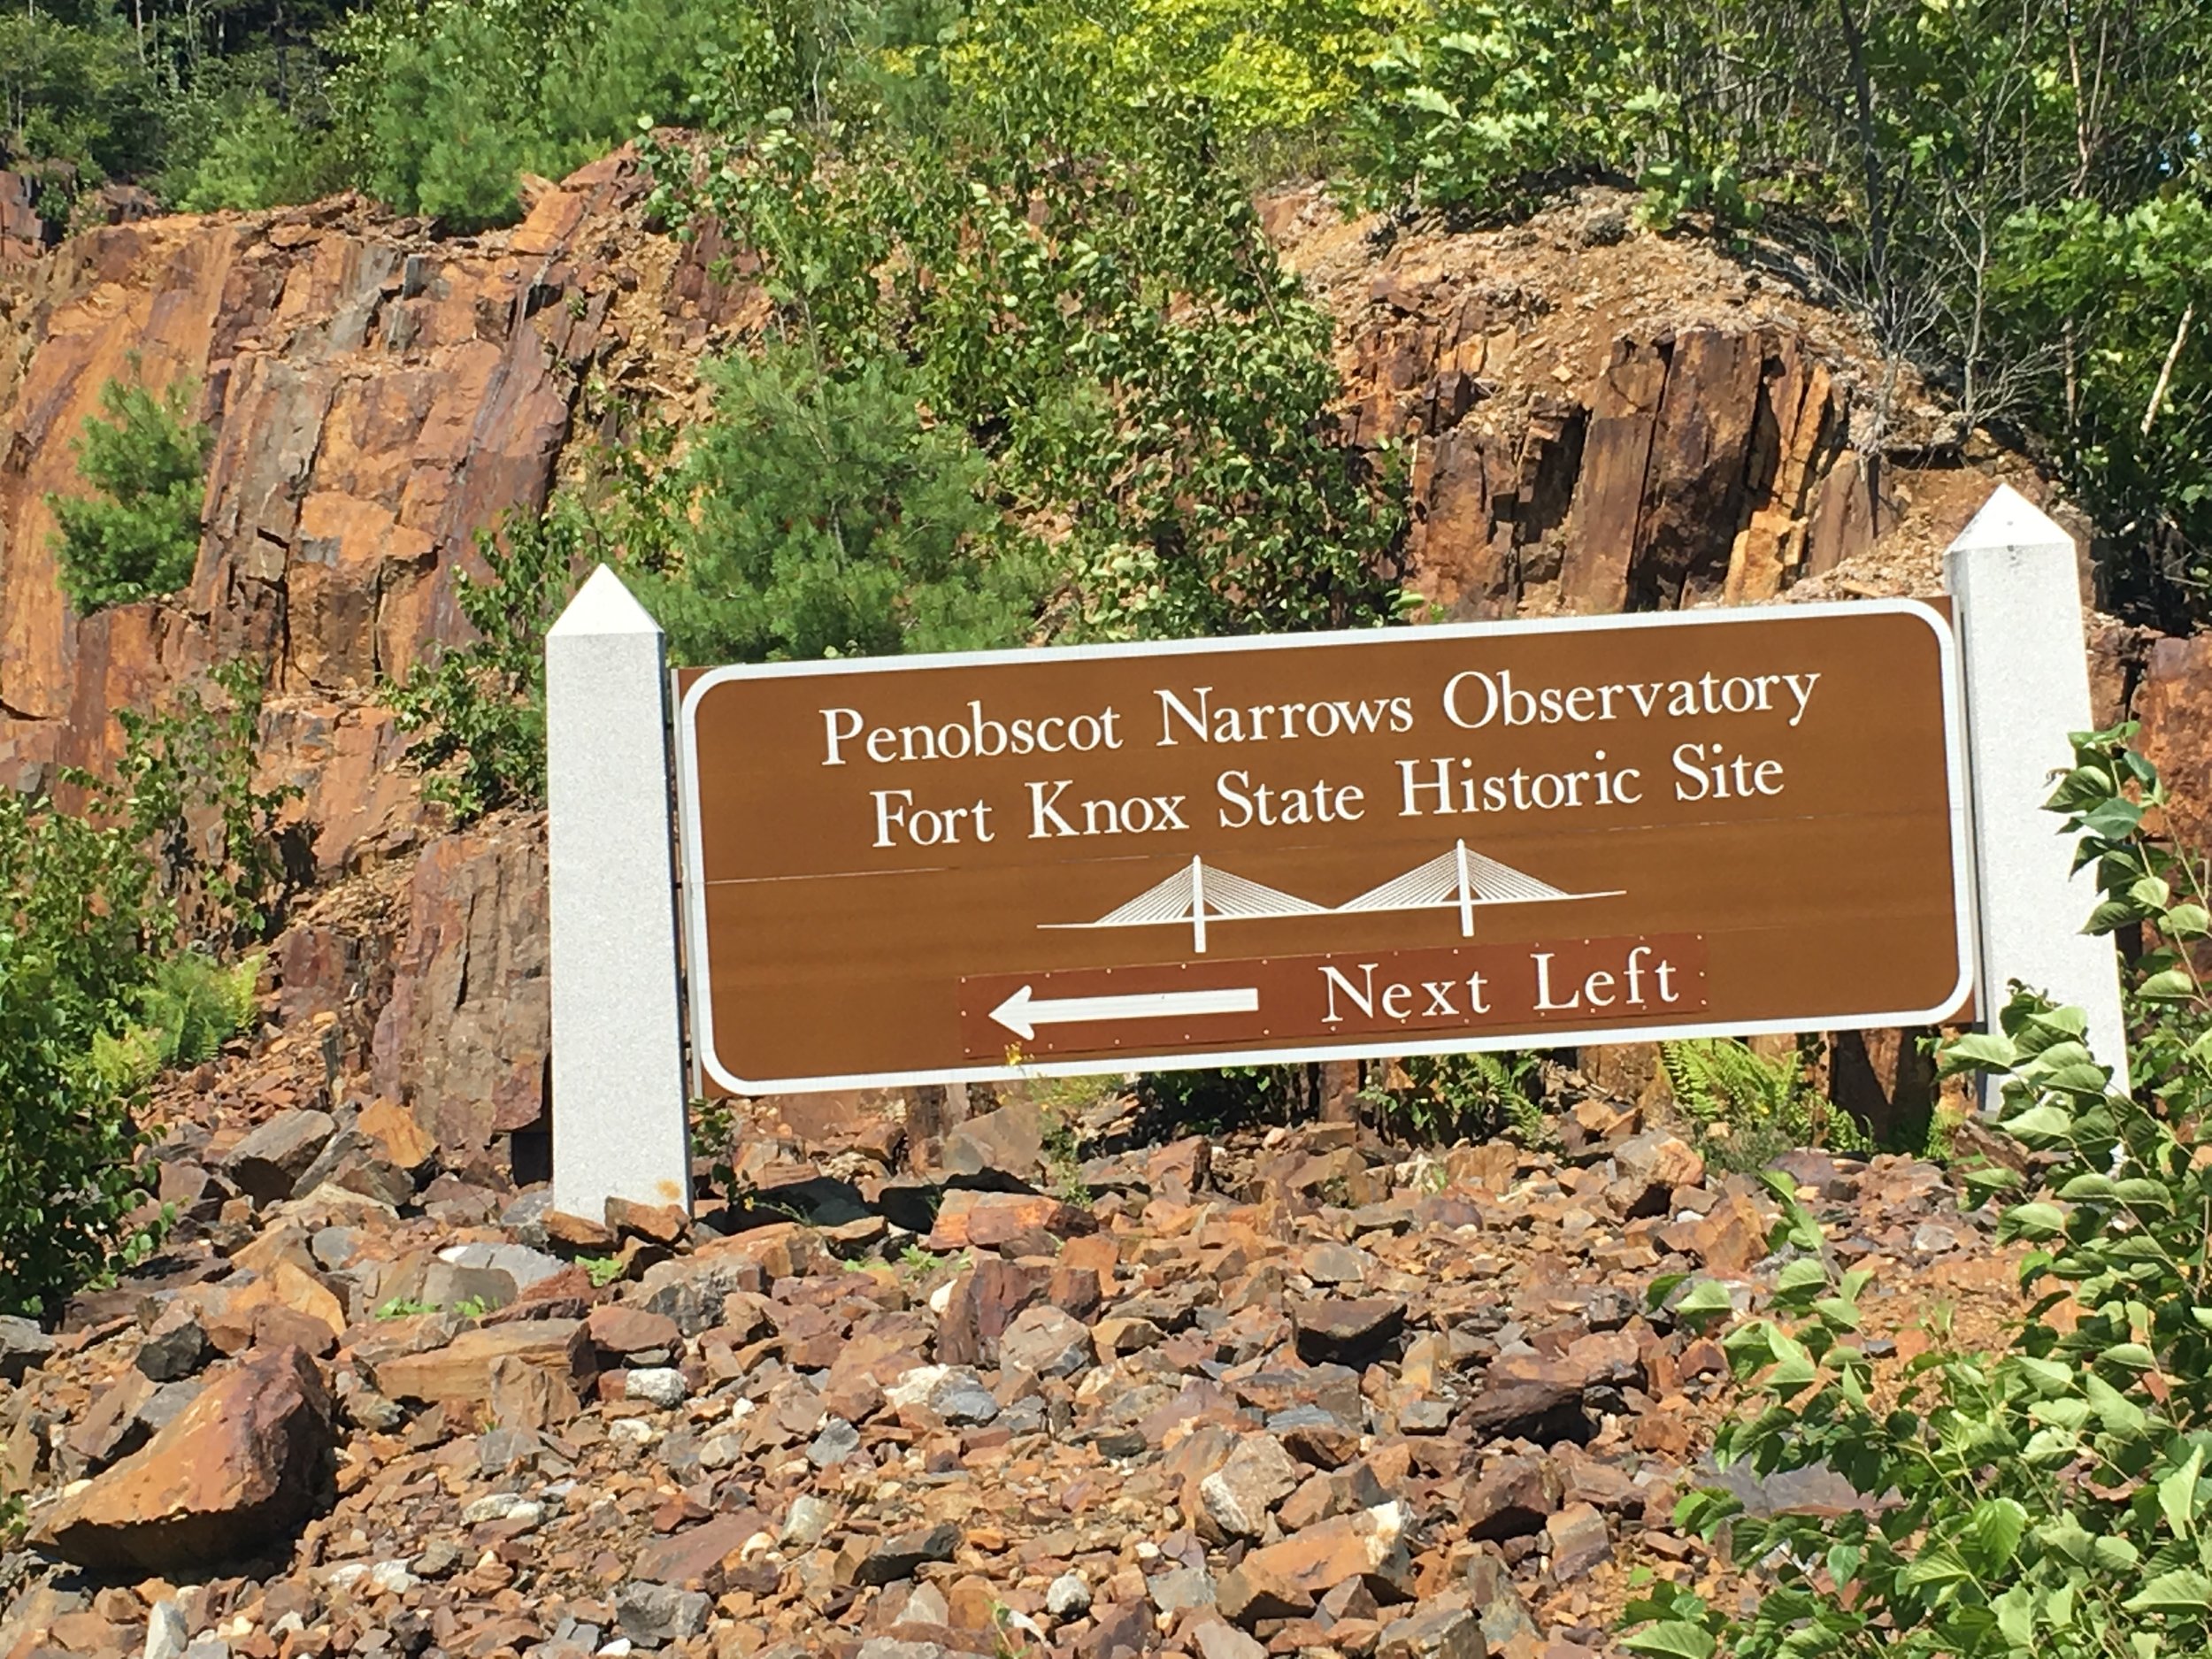 Penobscot Narrows Observatory
Fort Knox State Historic Site
Next Left